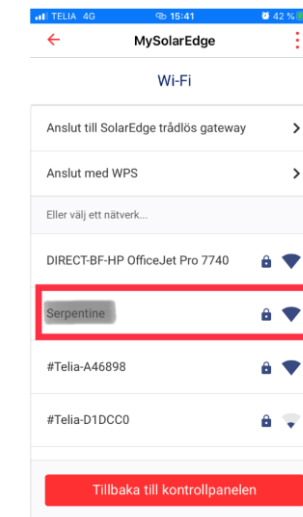 TELIA 4G 15:41 42 %
MySolarEdge
Wi-Fi
Anslut till SolarEdge trådlös gateway
Anslut med WPS
Eller välj ett nätverk...
DIRECT-BF-HP OfficeJet Pro 7740
Serpentine
#Telia-A46898
#Telia-D1DCC0
Tillbaka till kontrollpanelen